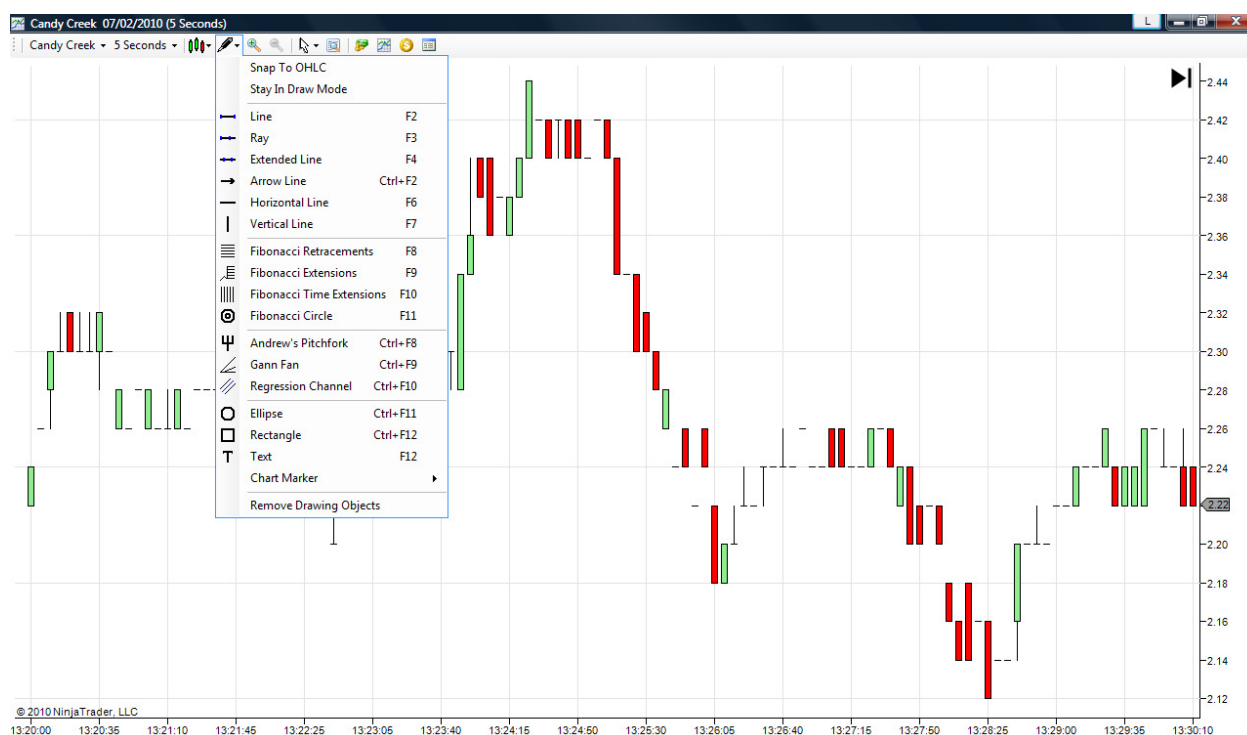 Candy Creek 07/02/2010 (5 Seconds)
L
Candy Creek 5 Seconds
Snap To OHLC
Stay In Draw Mode
Line F2
Ray F3
Extended Line F4
Arrow Line Ctrl+F2
Horizontal Line F6
Vertical Line F7
Fibonacci Retracements F8
Fibonacci Extensions F9
Fibonacci Time Extensions F10
Fibonacci Circle F11
Andrew's Pitchfork Ctrl+F8
Gann Fan Ctrl+F9
Regression Channel Ctrl+F10
Ellipse Ctrl+F11
Rectangle Ctrl+F12
T Text F12
Chart Marker
Remove Drawing Objects
2.44
2.42
2.40
2.38
2.36
2.34
2.32
2.30
2.28
2.26
2.24
2.22
2.20
2.18
2.16
2.14
2.12
© 2010 NinjaTrader, LLC
13:20:00 13:20:35 13:21:10 13:21:45 13:22:25 13:23:05 13:23:40 13:24:15 13:24:50 13:25:30 13:26:05 13:26:40 13:27:15 13:27:50 13:28:25 13:29:00 13:29:35 13:30:10